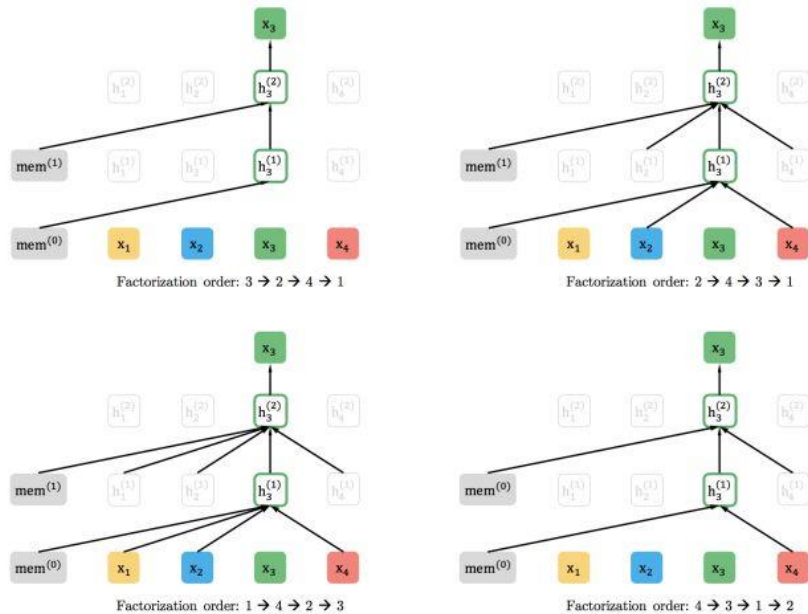 x₃ x₃
h₁⁽²⁾ h₂⁽²⁾ h₃⁽²⁾ h₄⁽²⁾ h₁⁽²⁾ h₂⁽²⁾ h₃⁽²⁾ h₄⁽²⁾
mem⁽¹⁾ h₁⁽¹⁾ h₂⁽¹⁾ h₃⁽¹⁾ h₄⁽¹⁾ mem⁽¹⁾ h₁⁽¹⁾ h₂⁽¹⁾ h₃⁽¹⁾ h₄⁽¹⁾
mem⁽⁰⁾ x₁ x₂ x₃ x₄ mem⁽⁰⁾ x₁ x₂ x₃ x₄
Factorization order: 3 → 2 → 4 → 1 Factorization order: 2 → 4 → 3 → 1
x₃ x₃
h₁⁽²⁾ h₂⁽²⁾ h₃⁽²⁾ h₄⁽²⁾ h₁⁽²⁾ h₂⁽²⁾ h₃⁽²⁾ h₄⁽²⁾
mem⁽¹⁾ h₁⁽¹⁾ h₂⁽¹⁾ h₃⁽¹⁾ h₄⁽¹⁾ mem⁽⁰⁾ h₁⁽¹⁾ h₂⁽¹⁾ h₃⁽¹⁾ h₄⁽¹⁾
mem⁽⁰⁾ x₁ x₂ x₃ x₄ mem⁽⁰⁾ x₁ x₂ x₃ x₄
Factorization order: 1 → 4 → 2 → 3 Factorization order: 4 → 3 → 1 → 2